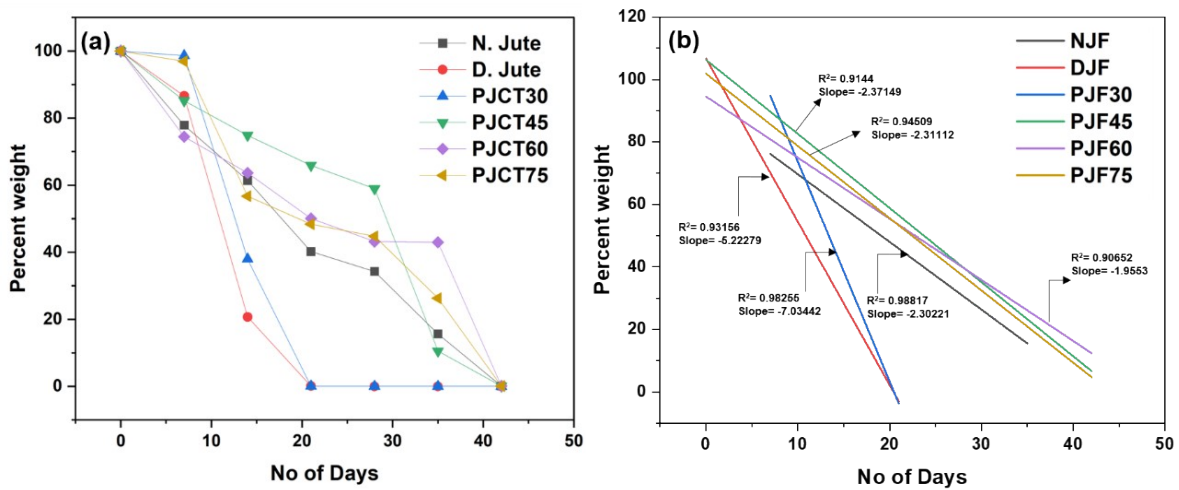 (a)
N. Jute
D. Jute
PJCT30
PJCT45
PJCT60
PJCT75
100
80
60
40
20
0
0
10
20
30
40
50
Percent weight
No of Days
(b)
NJF
DJF
PJF30
PJF45
PJF60
PJF75
R²= 0.9144
Slope= -2.37149
R²= 0.94509
Slope= -2.31112
R²= 0.93156
Slope= -5.22279
R²= 0.98255
Slope= -7.03442
R²= 0.98817
Slope= -2.30221
R²= 0.90652
Slope= -1.9553
120
100
80
60
40
20
0
0
10
20
30
40
50
Percent weight
No of Days